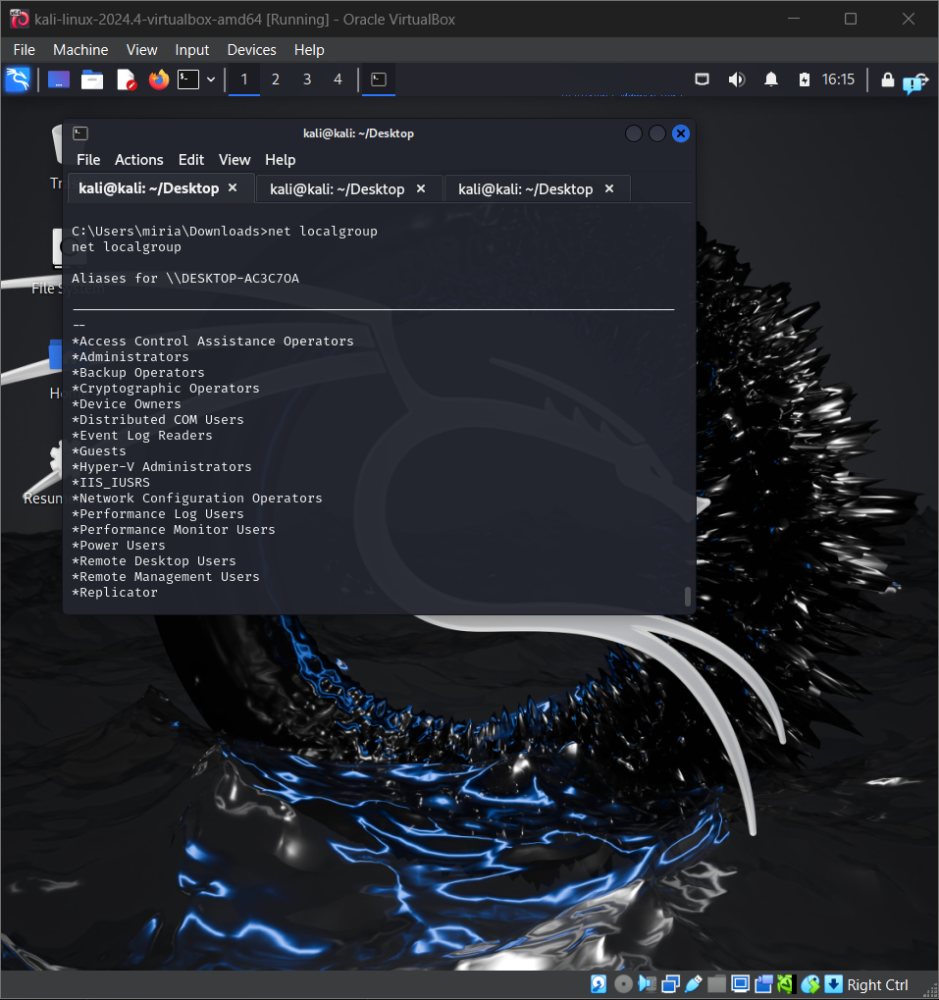 kali-linux-2024.4-virtualbox-amd64 [Running] - Oracle VirtualBox
File Machine View Input Devices Help
1 2 3 4 16:15
kali@kali: ~/Desktop
File Actions Edit View Help
kali@kali: ~/Desktop × kali@kali: ~/Desktop × kali@kali: ~/Desktop ×
C:\Users\miria\Downloads>net localgroup
net localgroup
Aliases for \\DESKTOP-AC3C7OA
--
*Access Control Assistance Operators
*Administrators
*Backup Operators
*Cryptographic Operators
*Device Owners
*Distributed COM Users
*Event Log Readers
*Guests
*Hyper-V Administrators
*IIS_IUSRS
*Network Configuration Operators
*Performance Log Users
*Performance Monitor Users
*Power Users
*Remote Desktop Users
*Remote Management Users
*Replicator
File System
Right Ctrl